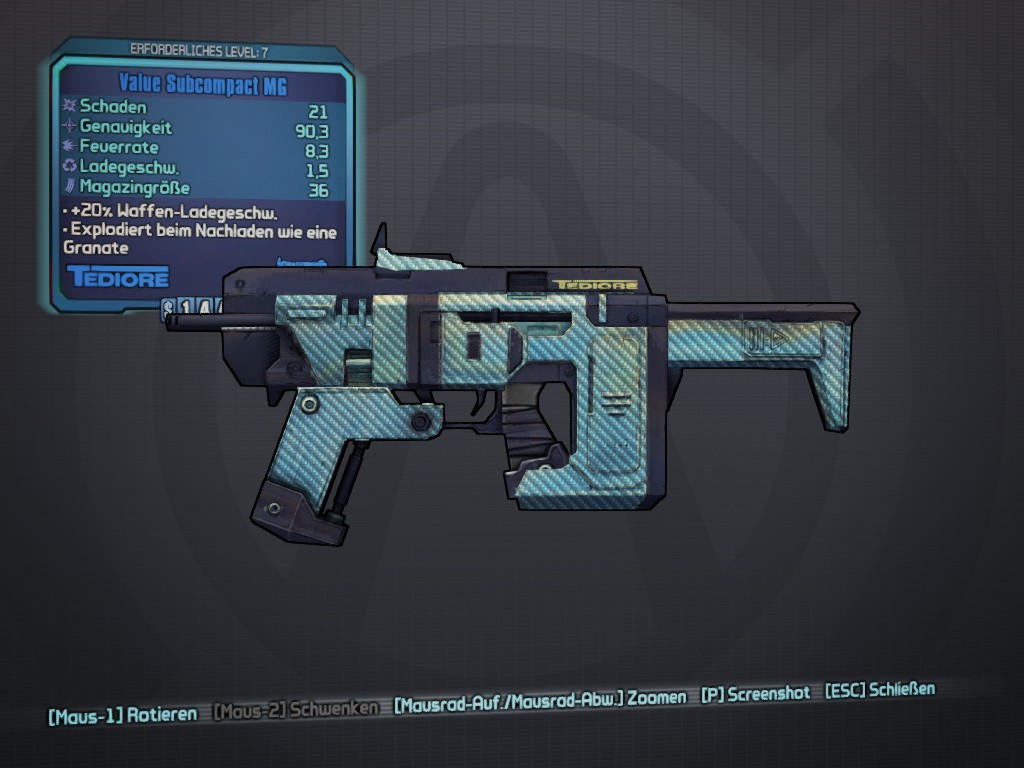 ERFORDERLICHES LEVEL: 7
Value Subcompact MG
Schaden 21
Genauigkeit 90,3
Feuerrate 8,3
Ladegeschw. 1,5
Magazingröße 36
• +20% Waffen-Ladegeschw.
• Explodiert beim Nachladen wie eine
Granate
TEDIORE
TEDIORE
[Maus-1] Rotieren [Maus-2] Schwenken [Mausrad-Auf./Mausrad-Abw.] Zoomen [P] Screenshot [ESC] Schließen